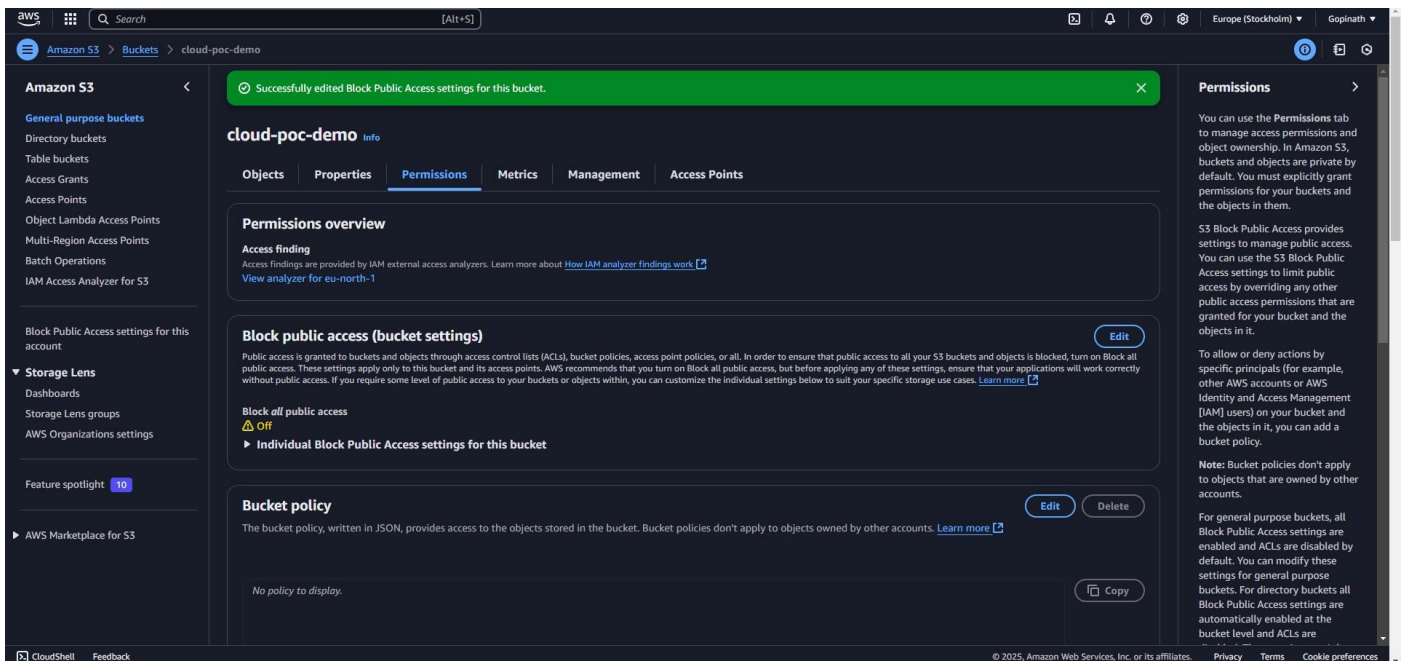 aws
Search [Alt+S]
Europe (Stockholm) ▼ Gopinath ▼
Amazon S3 > Buckets > cloud-poc-demo
Amazon S3
General purpose buckets
Directory buckets
Table buckets
Access Grants
Access Points
Object Lambda Access Points
Multi-Region Access Points
Batch Operations
IAM Access Analyzer for S3
Block Public Access settings for this
account
▼ Storage Lens
Dashboards
Storage Lens groups
AWS Organizations settings
Feature spotlight 10
▶ AWS Marketplace for S3
Successfully edited Block Public Access settings for this bucket.
cloud-poc-demo Info
Objects Properties Permissions Metrics Management Access Points
Permissions overview
Access finding
Access findings are provided by IAM external access analyzers. Learn more about How IAM analyzer findings work
View analyzer for eu-north-1
Block public access (bucket settings)
Edit
Public access is granted to buckets and objects through access control lists (ACLs), bucket policies, access point policies, or all. In order to ensure that public access to all your S3 buckets and objects is blocked, turn on Block all
public access. These settings apply only to this bucket and its access points. AWS recommends that you turn on Block all public access, but before applying any of these settings, ensure that your applications will work correctly
without public access. If you require some level of public access to your buckets or objects within, you can customize the individual settings below to suit your specific storage use cases. Learn more
Block all public access
Off
▶ Individual Block Public Access settings for this bucket
Bucket policy
Edit Delete
The bucket policy, written in JSON, provides access to the objects stored in the bucket. Bucket policies don't apply to objects owned by other accounts. Learn more
No policy to display.
Copy
Permissions
You can use the Permissions tab
to manage access permissions and
object ownership. In Amazon S3,
buckets and objects are private by
default. You must explicitly grant
permissions for your buckets and
the objects in them.
S3 Block Public Access provides
settings to manage public access.
You can use the S3 Block Public
Access settings to limit public
access by overriding any other
public access permissions that are
granted for your bucket and the
objects in it.
To allow or deny actions by
specific principals (for example,
other AWS accounts or AWS
Identity and Access Management
[IAM] users) on your bucket and
the objects in it, you can add a
bucket policy.
Note: Bucket policies don't apply
to objects that are owned by other
accounts.
For general purpose buckets, all
Block Public Access settings are
enabled and ACLs are disabled by
default. You can modify these
settings for general purpose
buckets. For directory buckets all
Block Public Access settings are
automatically enabled at the
bucket level and ACLs are
CloudShell Feedback
© 2025, Amazon Web Services, Inc. or its affiliates. Privacy Terms Cookie preferences